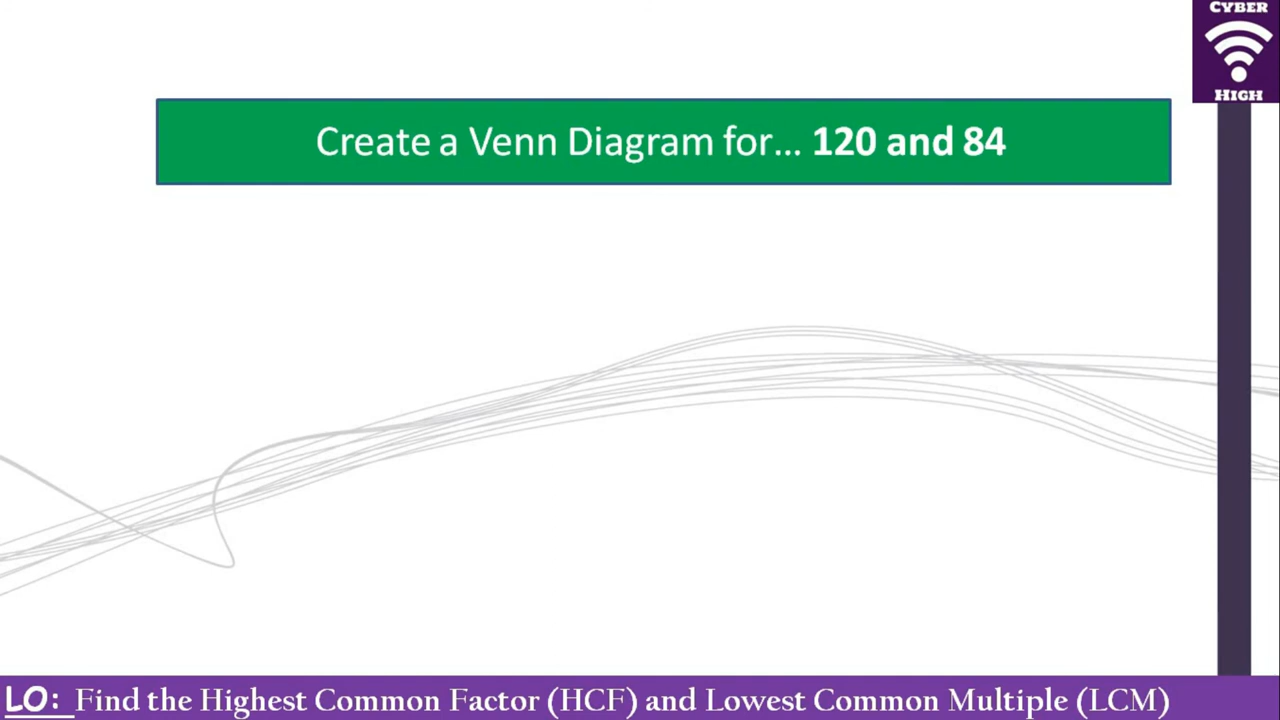 CYBER
HIGH
Create a Venn Diagram for... 120 and 84
LO: Find the Highest Common Factor (HCF) and Lowest Common Multiple (LCM)